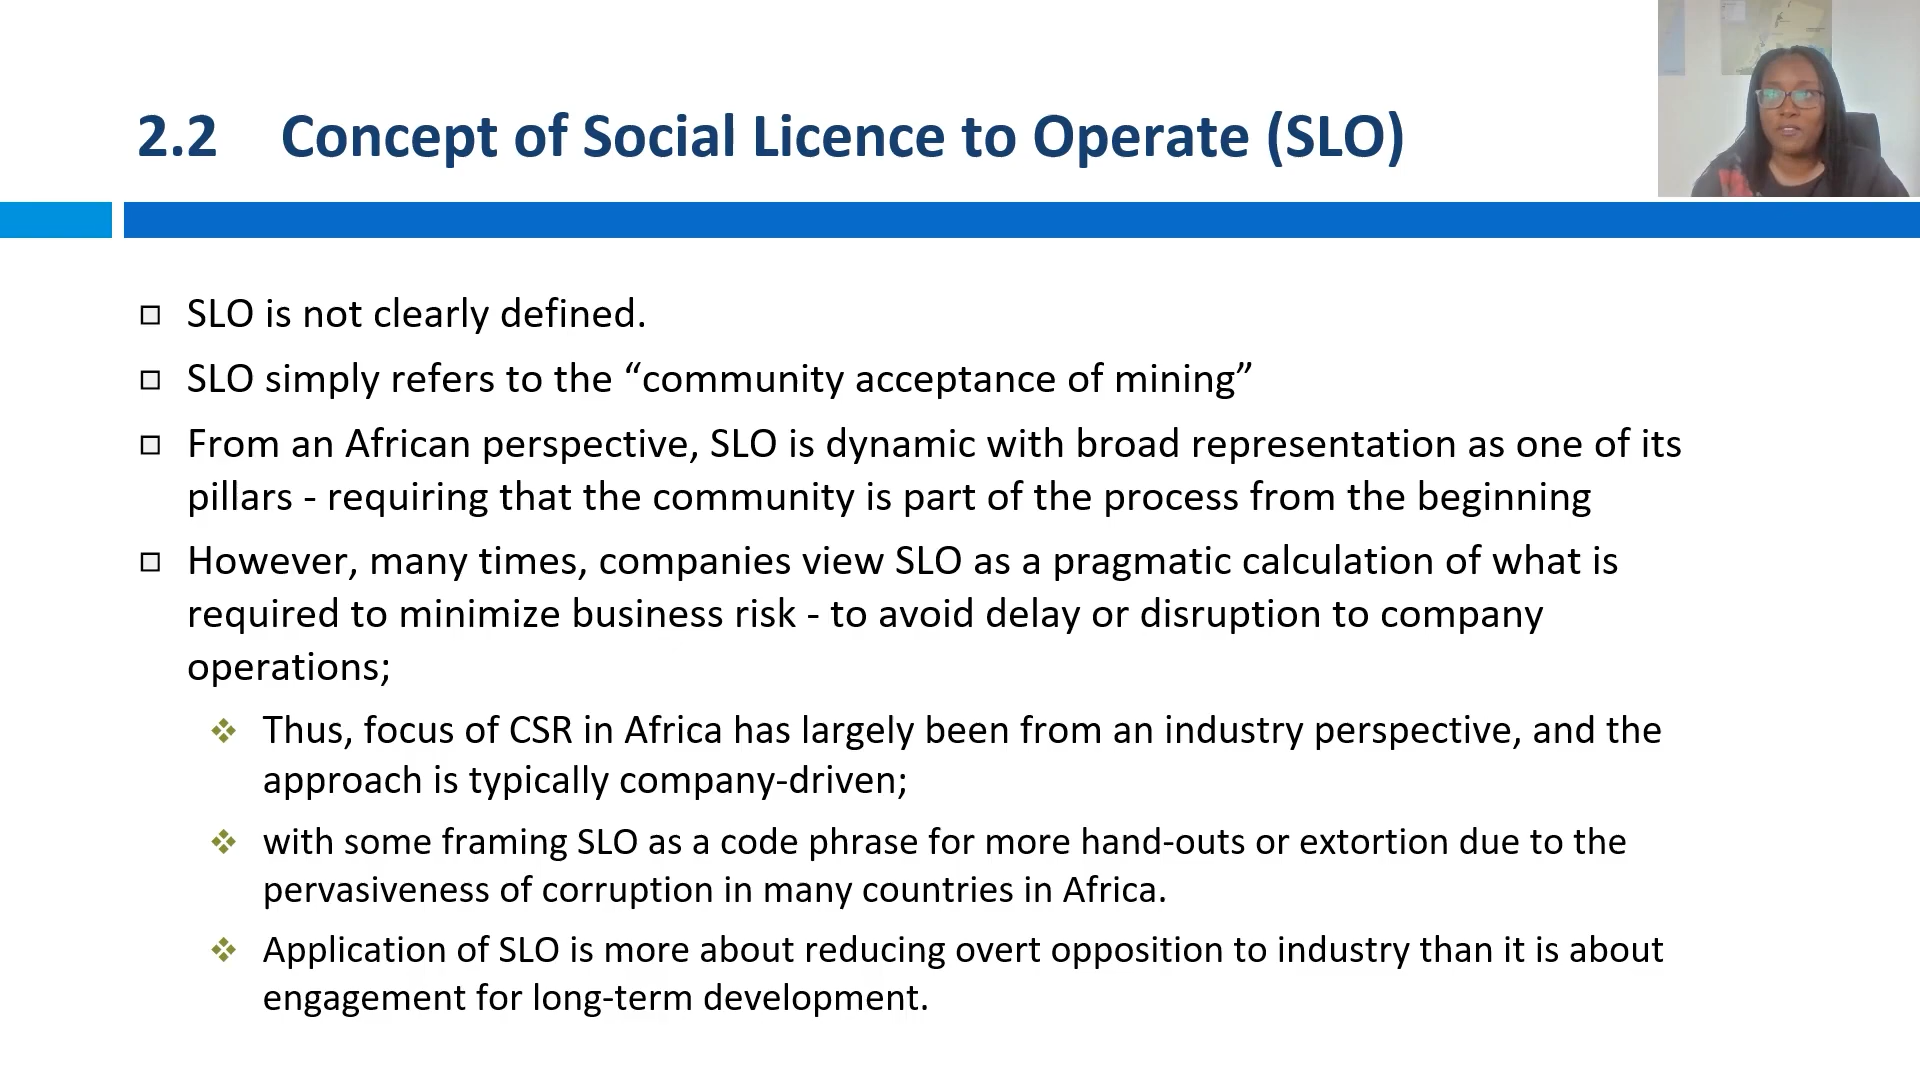 2.2 Concept of Social Licence to Operate (SLO)
SLO is not clearly defined.
SLO simply refers to the “community acceptance of mining”
From an African perspective, SLO is dynamic with broad representation as one of its
pillars - requiring that the community is part of the process from the beginning
However, many times, companies view SLO as a pragmatic calculation of what is
required to minimize business risk - to avoid delay or disruption to company
operations;
Thus, focus of CSR in Africa has largely been from an industry perspective, and the
approach is typically company-driven;
with some framing SLO as a code phrase for more hand-outs or extortion due to the
pervasiveness of corruption in many countries in Africa.
Application of SLO is more about reducing overt opposition to industry than it is about
engagement for long-term development.